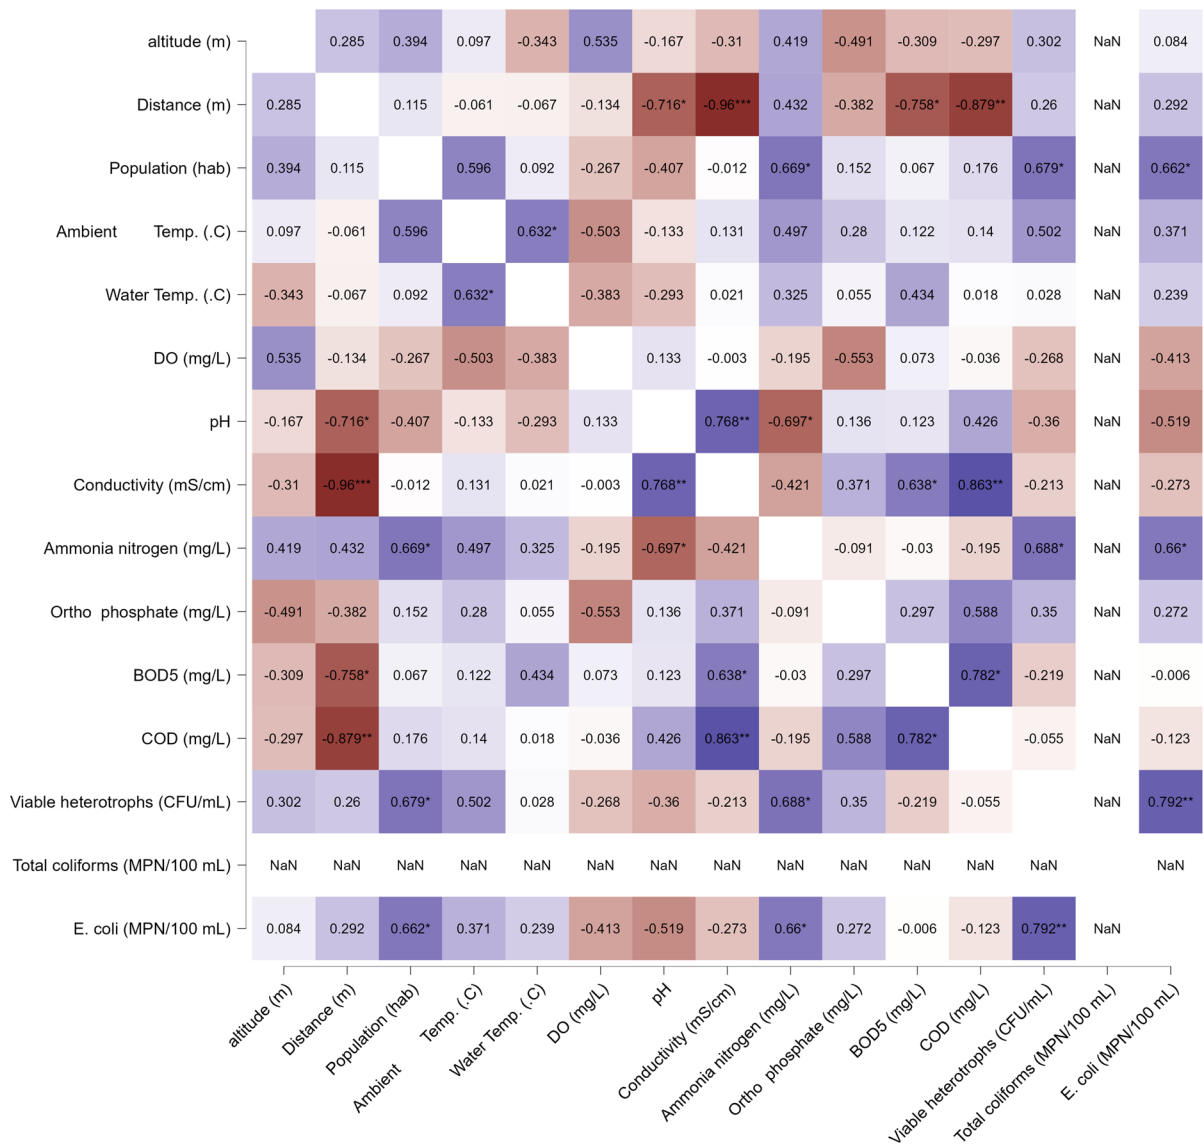 altitude (m) 0.285 0.394 0.097 -0.343 0.535 -0.167 -0.31 0.419 -0.491 -0.309 -0.297 0.302 NaN 0.084
Distance (m) 0.285 0.115 -0.061 -0.067 -0.134 -0.716* -0.96*** 0.432 -0.382 -0.758* -0.879** 0.26 NaN 0.292
Population (hab) 0.394 0.115 0.596 0.092 -0.267 -0.407 -0.012 0.669* 0.152 0.067 0.176 0.679* NaN 0.662*
Ambient Temp. (.C) 0.097 -0.061 0.596 0.632* -0.503 -0.133 0.131 0.497 0.28 0.122 0.14 0.502 NaN 0.371
Water Temp. (.C) -0.343 -0.067 0.092 0.632* -0.383 -0.293 0.021 0.325 0.055 0.434 0.018 0.028 NaN 0.239
DO (mg/L) 0.535 -0.134 -0.267 -0.503 -0.383 0.133 -0.003 -0.195 -0.553 0.073 -0.036 -0.268 NaN -0.413
pH -0.167 -0.716* -0.407 -0.133 -0.293 0.133 0.768** -0.697* 0.136 0.123 0.426 -0.36 NaN -0.519
Conductivity (mS/cm) -0.31 -0.96*** -0.012 0.131 0.021 -0.003 0.768** -0.421 0.371 0.638* 0.863** -0.213 NaN -0.273
Ammonia nitrogen (mg/L) 0.419 0.432 0.669* 0.497 0.325 -0.195 -0.697* -0.421 -0.091 -0.03 -0.195 0.688* NaN 0.66*
Ortho phosphate (mg/L) -0.491 -0.382 0.152 0.28 0.055 -0.553 0.136 0.371 -0.091 0.297 0.588 0.35 NaN 0.272
BOD5 (mg/L) -0.309 -0.758* 0.067 0.122 0.434 0.073 0.123 0.638* -0.03 0.297 0.782* -0.219 NaN -0.006
COD (mg/L) -0.297 -0.879** 0.176 0.14 0.018 -0.036 0.426 0.863** -0.195 0.588 0.782* -0.055 NaN -0.123
Viable heterotrophs (CFU/mL) 0.302 0.26 0.679* 0.502 0.028 -0.268 -0.36 -0.213 0.688* 0.35 -0.219 -0.055 NaN 0.792**
Total coliforms (MPN/100 mL) NaN NaN NaN NaN NaN NaN NaN NaN NaN NaN NaN NaN NaN NaN
E. coli (MPN/100 mL) 0.084 0.292 0.662* 0.371 0.239 -0.413 -0.519 -0.273 0.66* 0.272 -0.006 -0.123 0.792** NaN
altitude (m)
Distance (m)
Population (hab)
Ambient Temp. (.C)
Water Temp. (.C)
DO (mg/L)
pH
Conductivity (mS/cm)
Ammonia nitrogen (mg/L)
Ortho phosphate (mg/L)
BOD5 (mg/L)
COD (mg/L)
Viable heterotrophs (CFU/mL)
Total coliforms (MPN/100 mL)
E. coli (MPN/100 mL)